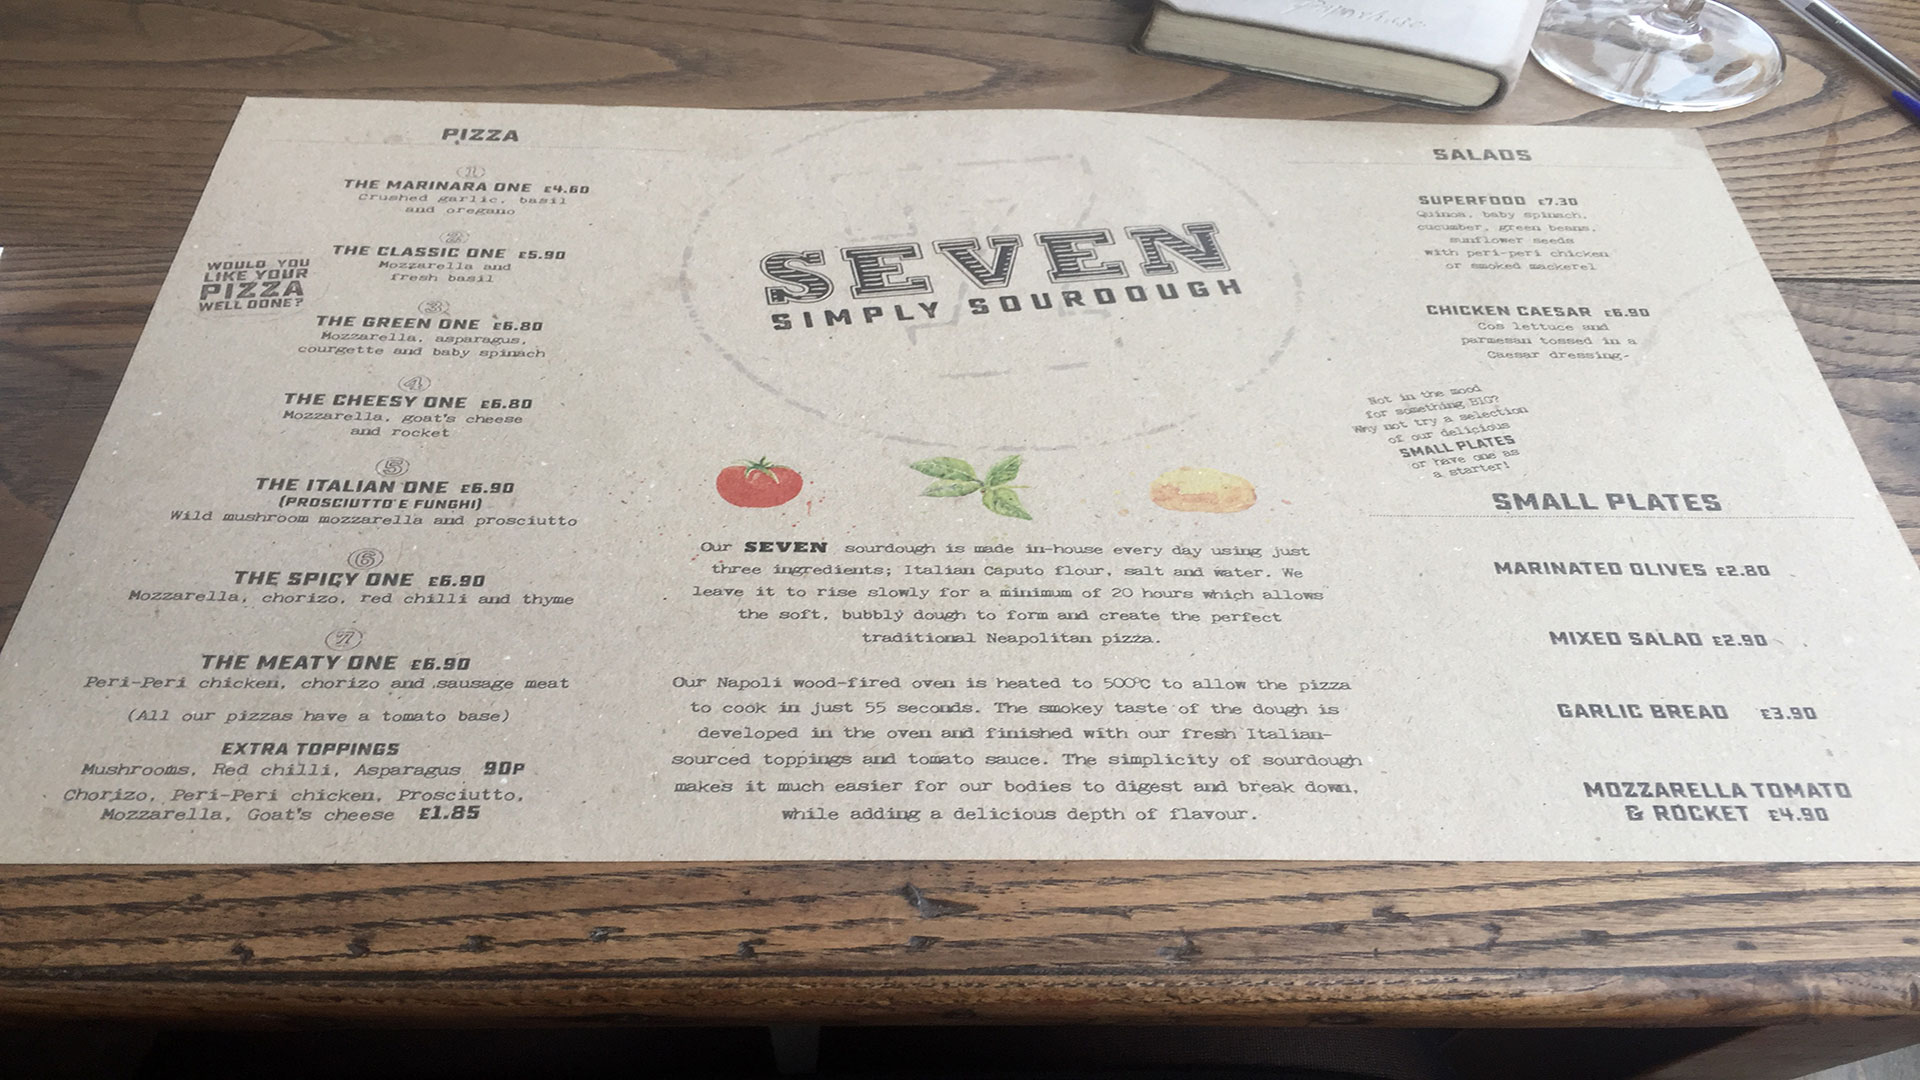 PIZZA
1
THE MARINARA ONE £4.60
Crushed garlic, basil
and oregano
2
THE CLASSIC ONE £5.90
Mozzarella and
fresh basil
WOULD YOU
LIKE YOUR
PIZZA
WELL DONE?
3
THE GREEN ONE £6.80
Mozzarella, asparagus,
courgette and baby spinach
4
THE CHEESY ONE £6.80
Mozzarella, goat's cheese
and rocket
5
THE ITALIAN ONE £6.90
(PROSCIUTTO E FUNGHI)
Wild mushroom mozzarella and prosciutto
6
THE SPICY ONE £6.90
Mozzarella, chorizo, red chilli and thyme
7
THE MEATY ONE £6.90
Peri-Peri chicken, chorizo and sausage meat
(All our pizzas have a tomato base)
EXTRA TOPPINGS
Mushrooms, Red chilli, Asparagus 90P
Chorizo, Peri-Peri chicken, Prosciutto,
Mozzarella, Goat's cheese £1.85
SEVEN
SIMPLY SOURDOUGH
Our SEVEN sourdough is made in-house every day using just
three ingredients; Italian Caputo flour, salt and water. We
leave it to rise slowly for a minimum of 20 hours which allows
the soft, bubbly dough to form and create the perfect
traditional Neapolitan pizza.
Our Napoli wood-fired oven is heated to 500°C to allow the pizza
to cook in just 55 seconds. The smokey taste of the dough is
developed in the oven and finished with our fresh Italian-
sourced toppings and tomato sauce. The simplicity of sourdough
makes it much easier for our bodies to digest and break down,
while adding a delicious depth of flavour.
SALADS
SUPERFOOD £7.30
Quinoa, baby spinach,
cucumber, green beans,
sunflower seeds
with peri-peri chicken
or smoked mackerel
CHICKEN CAESAR £6.90
Cos lettuce and
parmesan tossed in a
Caesar dressing-
Not in the mood
for something BIG?
Why not try a selection
of our delicious
SMALL PLATES
or have one as
a starter!
SMALL PLATES
MARINATED OLIVES £2.80
MIXED SALAD £2.90
GARLIC BREAD £3.90
MOZZARELLA TOMATO
& ROCKET £4.90